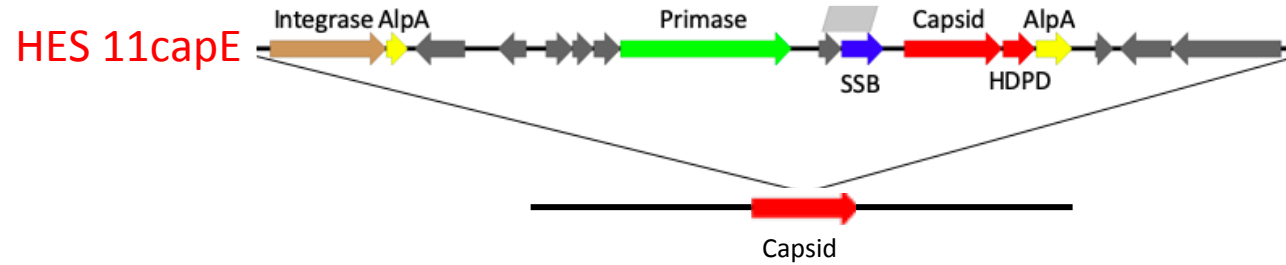 Integrase AlpA Primase Capsid AlpA
HES 11capE
SSB HDPD
Capsid